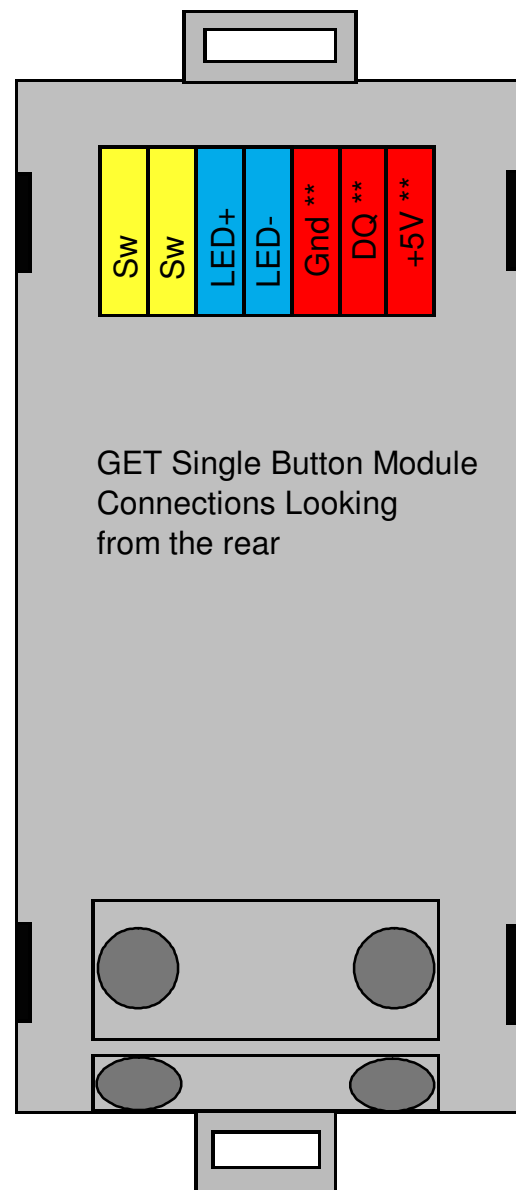 Sw
Sw
LED+
LED-
Gnd **
DQ **
+5V **
GET Single Button Module
Connections Looking
from the rear